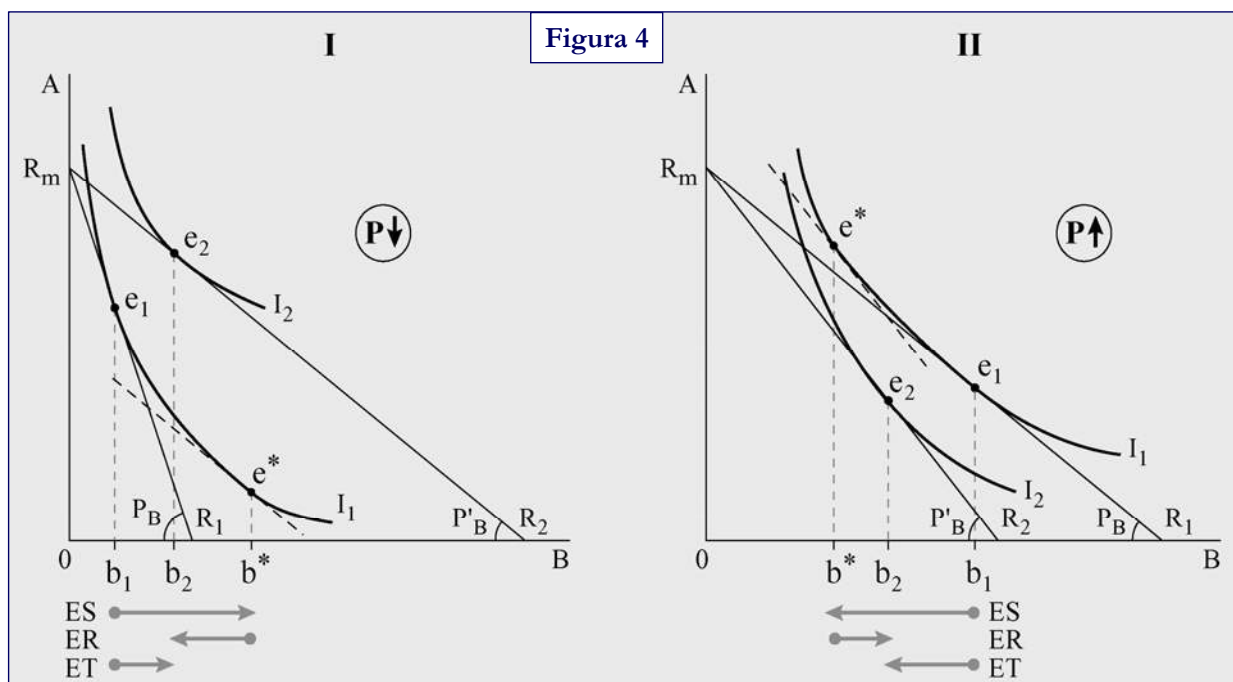 Figura 4
I
A
R_m
e_2
P↓
e_1
I_2
e*
I_1
P_B
R_1
P'_B
R_2
0
B
b_1 b_2 b*
ES
ER
ET
II
A
R_m
e*
P↑
e_1
e_2
I_1
I_2
P'_B
R_2
P_B
R_1
0
B
b* b_2 b_1
ES
ER
ET